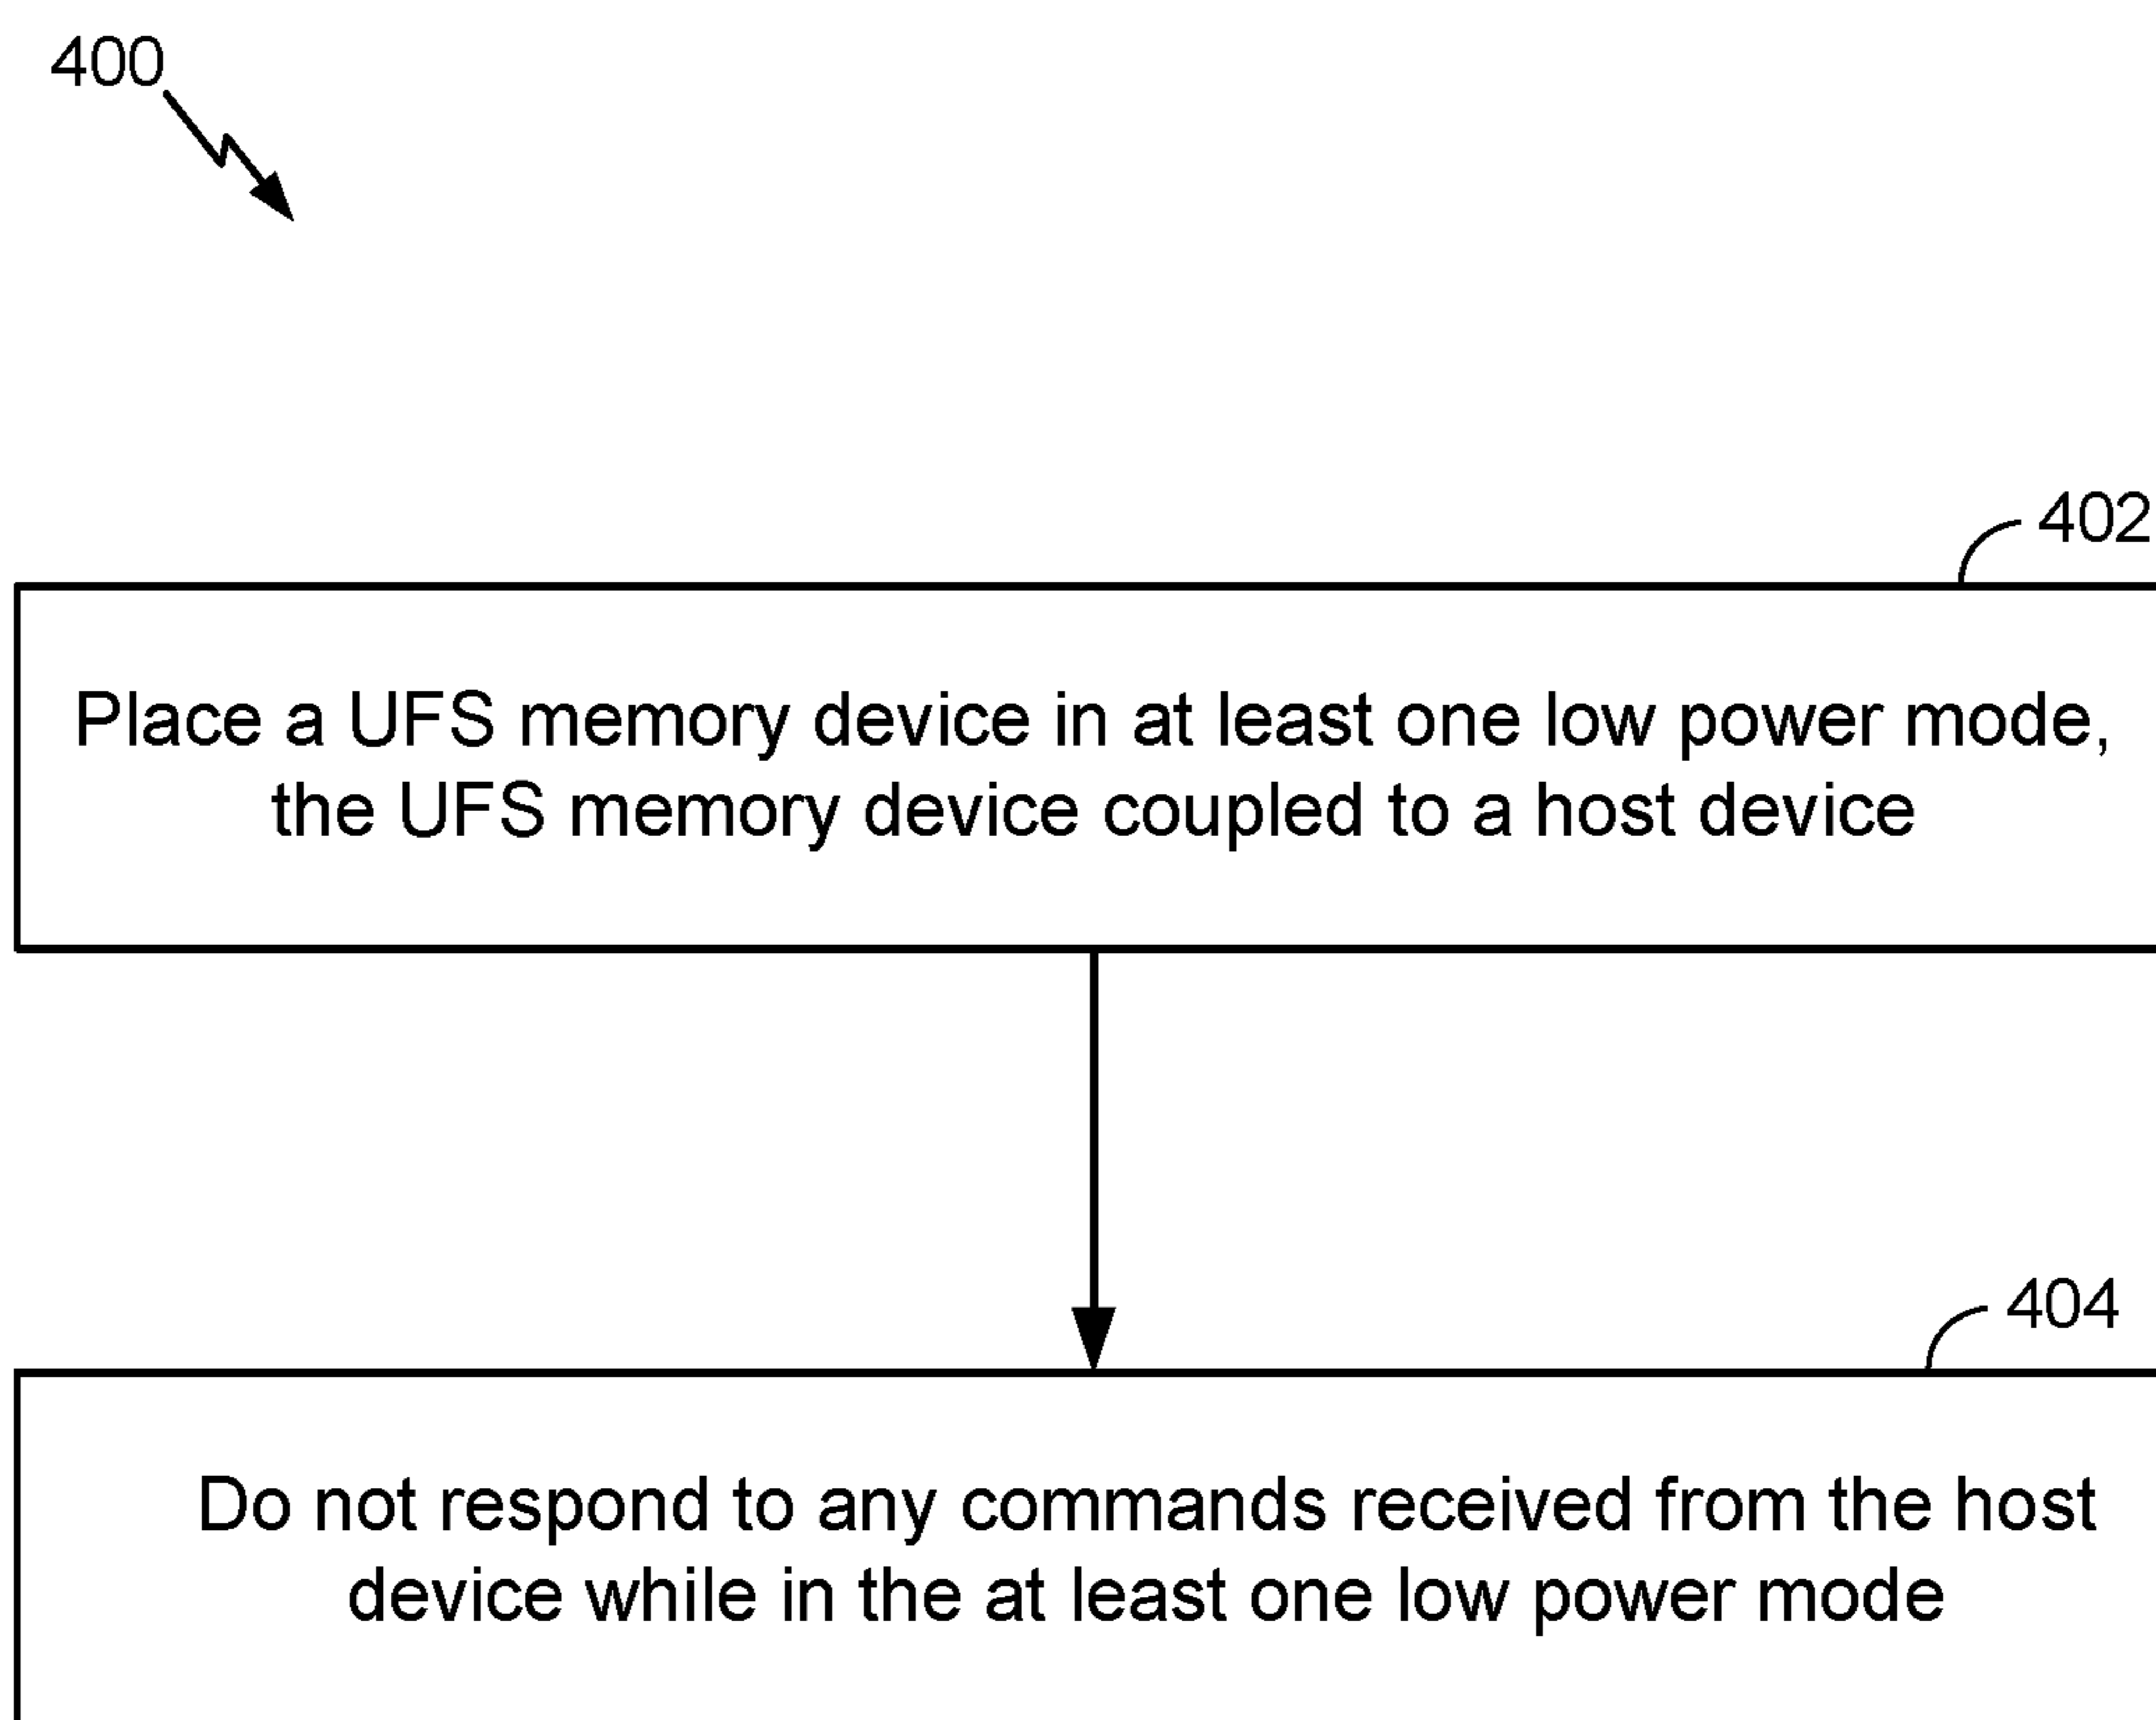 400
402
Place a UFS memory device in at least one low power mode,
the UFS memory device coupled to a host device
404
Do not respond to any commands received from the host
device while in the at least one low power mode